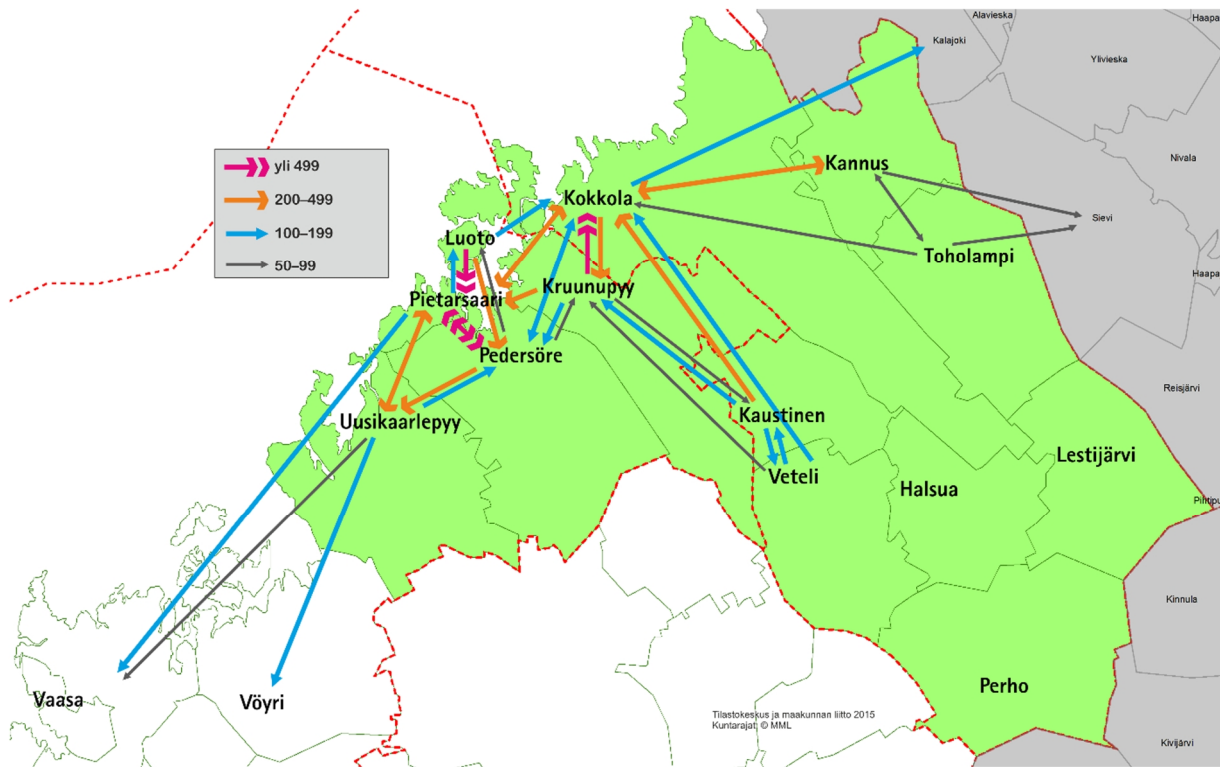 Alavieska
Haapa
Kalajoki
Ylivieska
yli 499
200–499
100–199
50–99
Nivala
Kannus
Kokkola
Sievi
Luoto
Toholampi
Haapa
Kruunupyy
Pietarsaari
Pedersöre
Reisjärvi
Kaustinen
Uusikaarlepyy
Lestijärvi
Veteli
Halsua
Kinnula
Perho
Vaasa
Vöyri
Tilastokeskus ja maakunnan liitto 2015
Kuntarajat: © MML
Kivijärvi